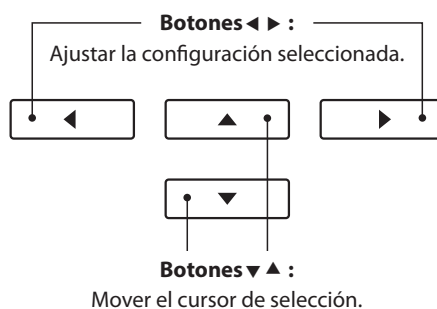 Botones◀ ▶ :
Ajustar la configuración seleccionada.
◀
▲
▶
▼
Botones▼ ▲ :
Mover el cursor de selección.